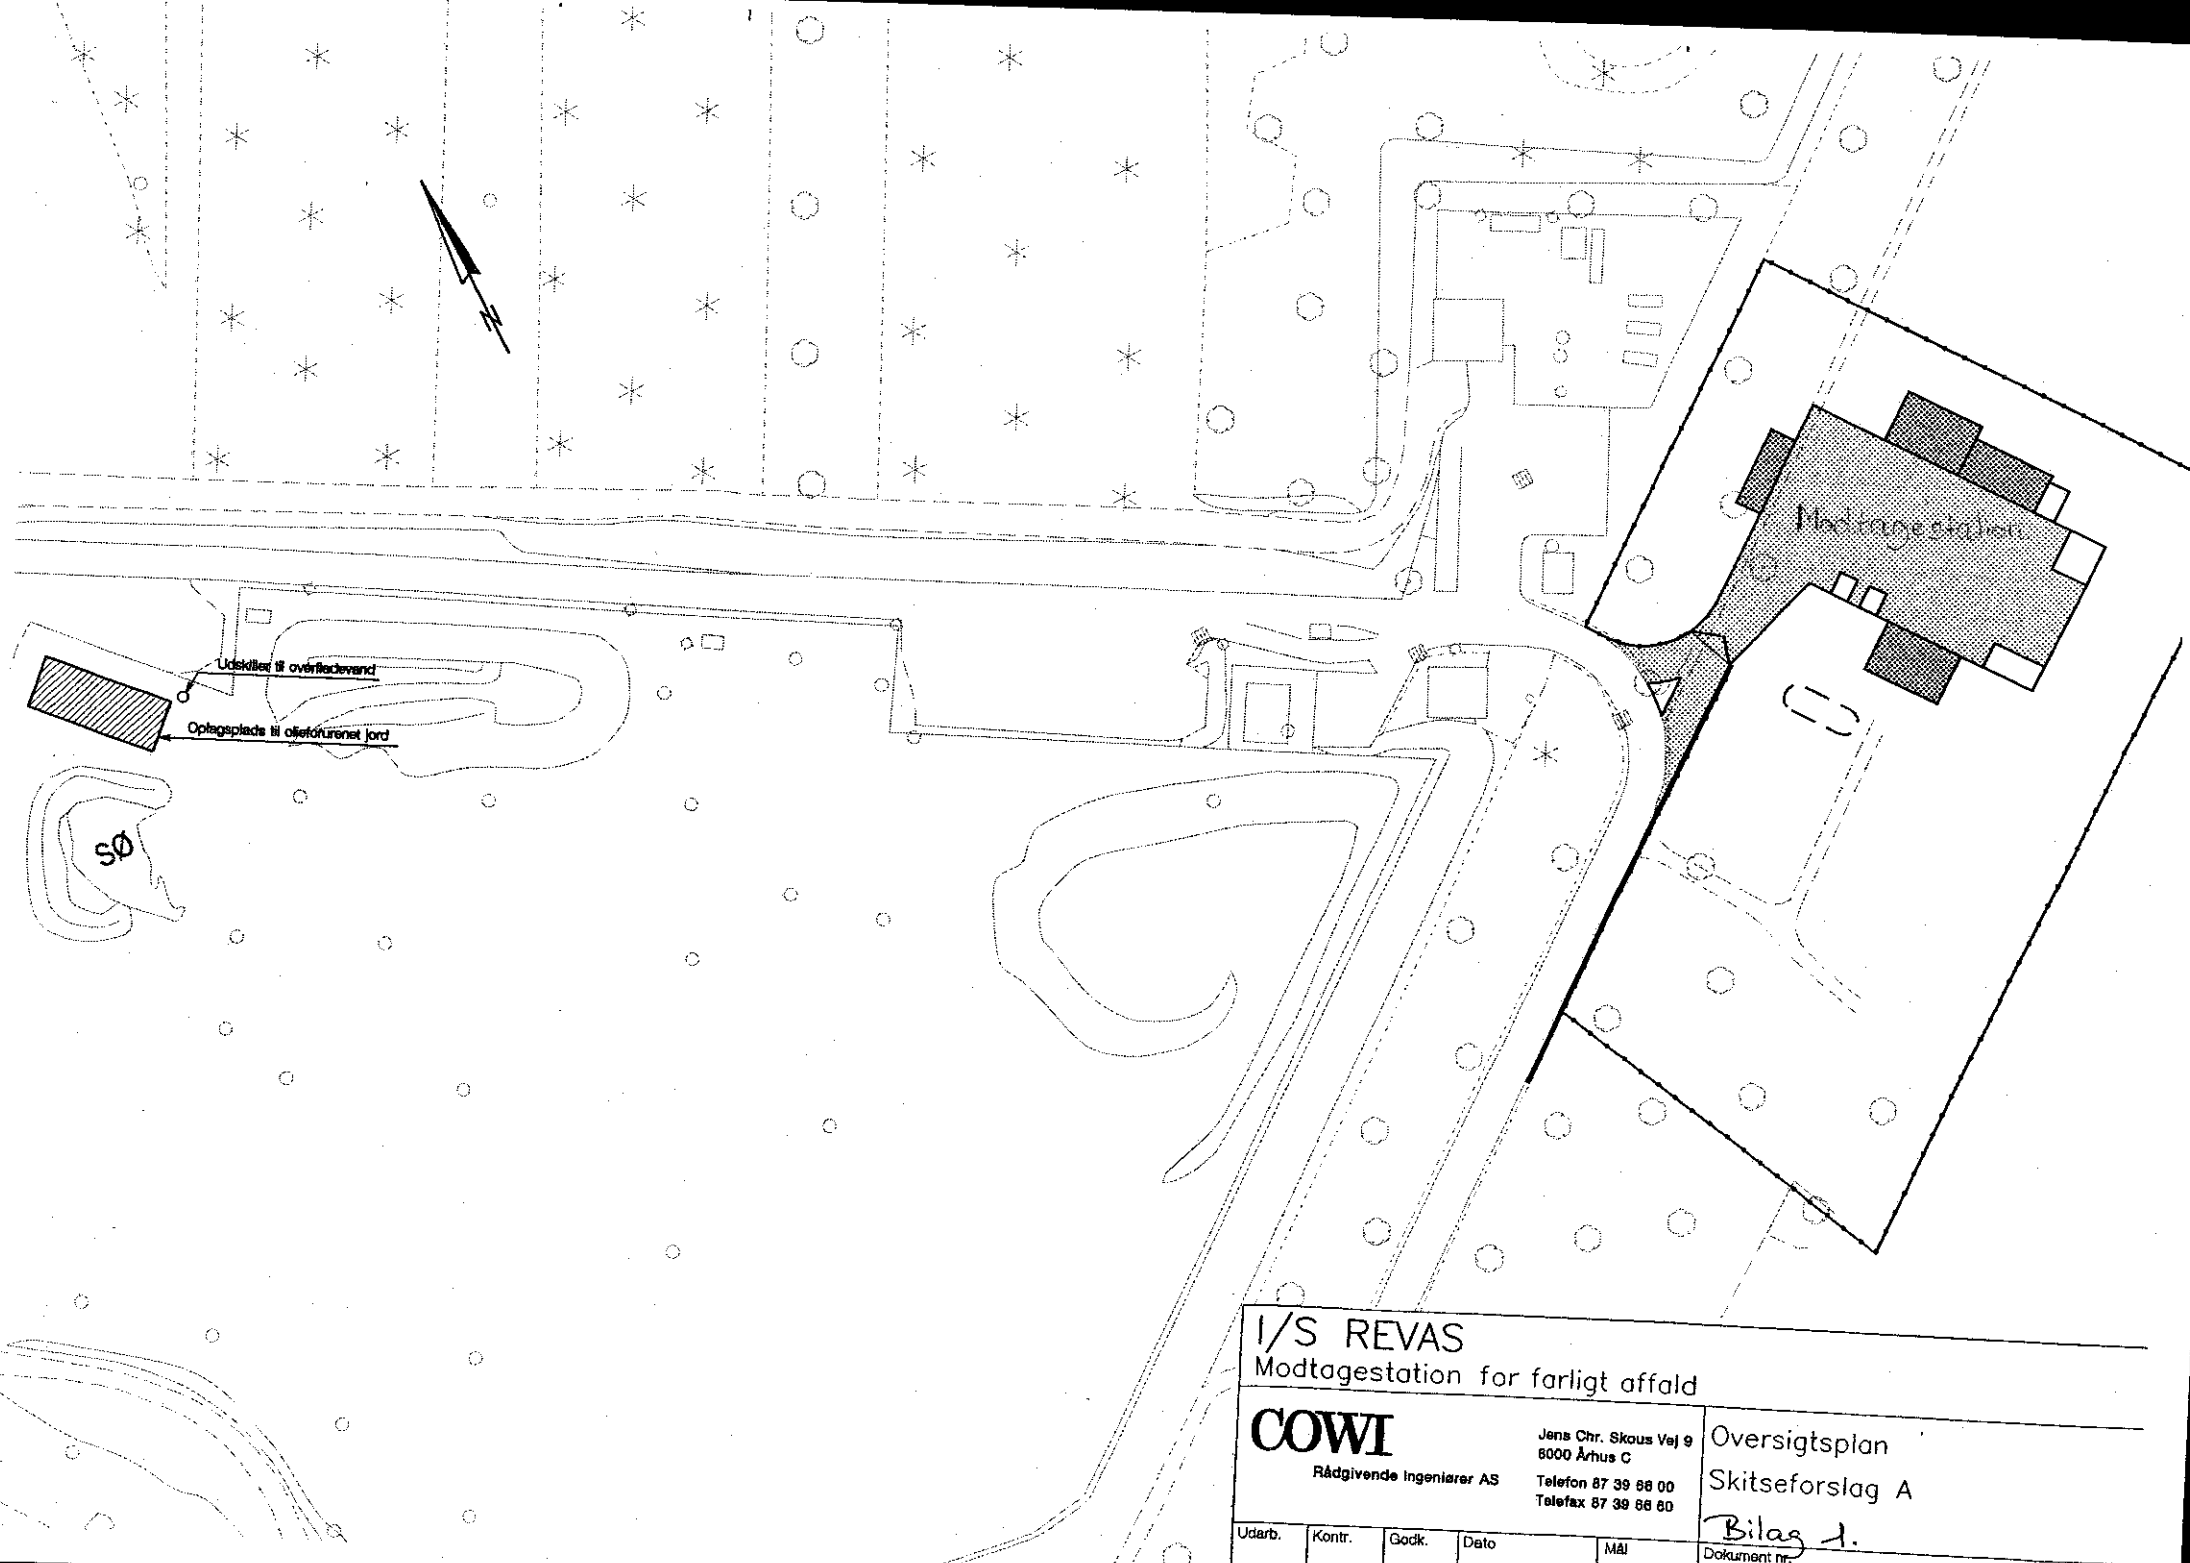 Modtagestation
Udskiller til overfladevand
Oplagsplads til olieforurenet jord
SØ
I/S REVAS
Modtagestation for farligt affald
COWI
Rådgivende Ingeniører AS
Jens Chr. Skous Vej 9
8000 Århus C
Telefon 87 39 66 00
Telefax 87 39 66 60
Oversigtsplan
Skitseforslag A
Bilag 1.
Udarb.
Kontr.
Godk.
Dato
Mål
Dokument nr.